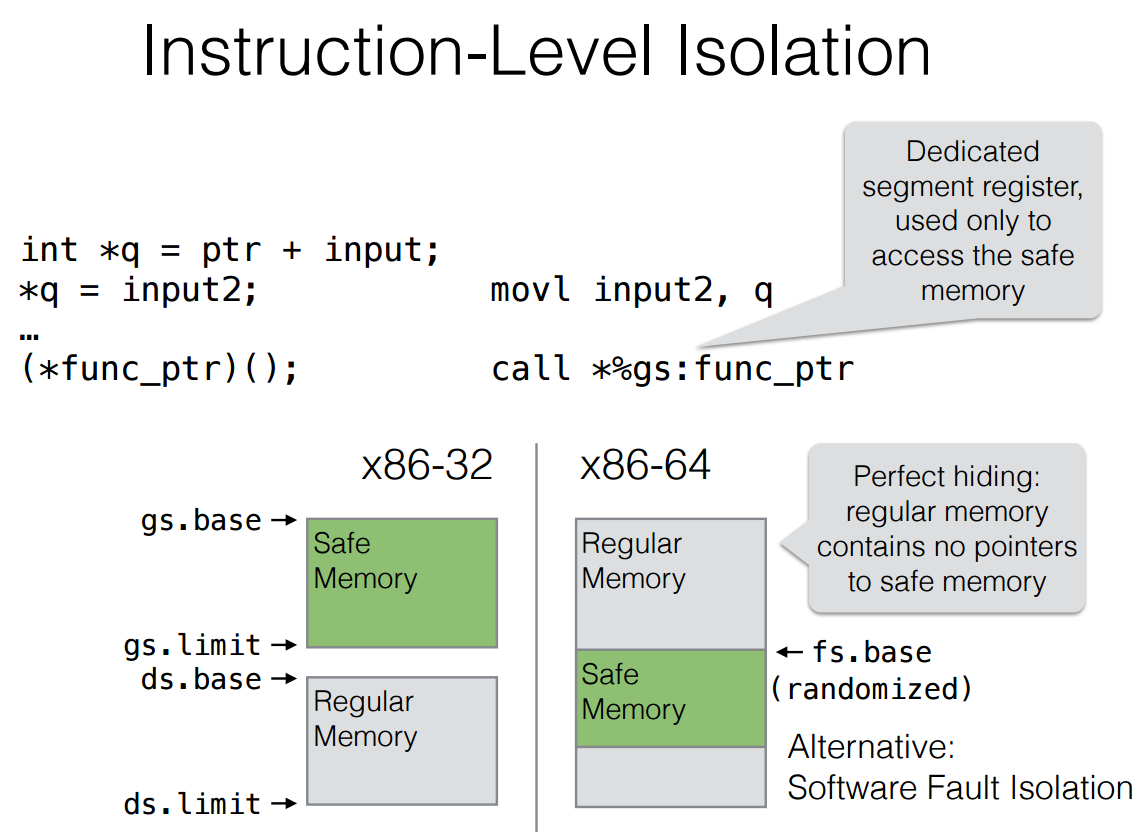 Instruction-Level Isolation
Dedicated
segment register,
used only to
access the safe
memory
int *q = ptr + input;
*q = input2;
…
(*func_ptr)();
movl input2, q
call *%gs:func_ptr
x86-32
gs.base →
Safe
Memory
gs.limit →
ds.base →
Regular
Memory
ds.limit →
x86-64
Regular
Memory
Safe
Memory
Perfect hiding:
regular memory
contains no pointers
to safe memory
← fs.base
(randomized)
Alternative:
Software Fault Isolation